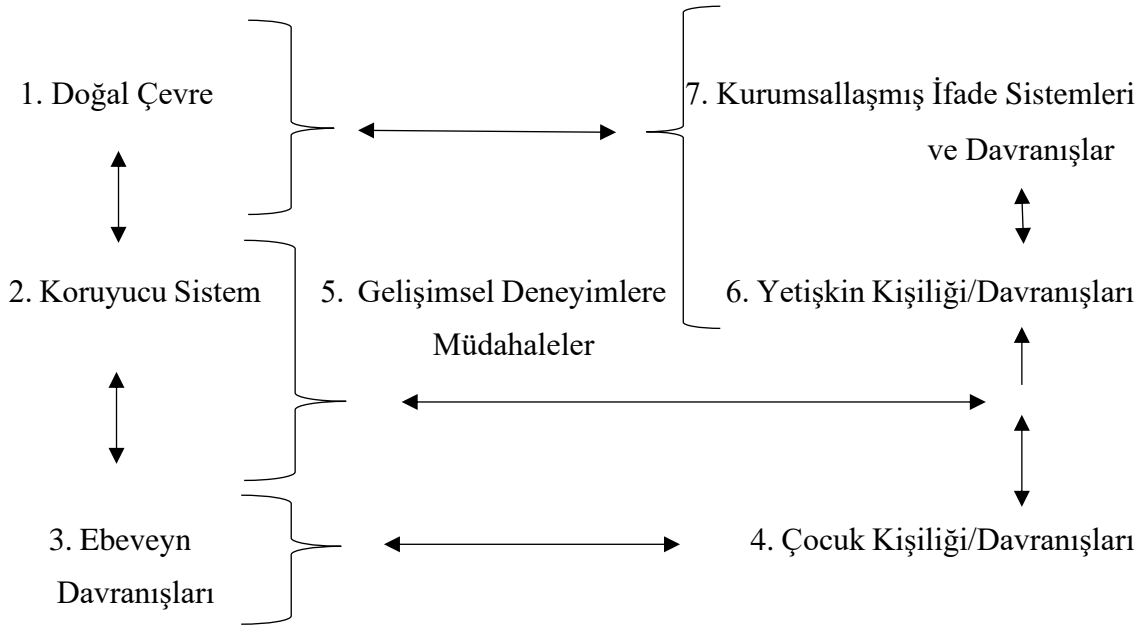 1. Doğal Çevre
7. Kurumsallaşmış İfade Sistemleri
ve Davranışlar
2. Koruyucu Sistem
5. Gelişimsel Deneyimlere
Müdahaleler
6. Yetişkin Kişiliği/Davranışları
3. Ebeveyn
Davranışları
4. Çocuk Kişiliği/Davranışları